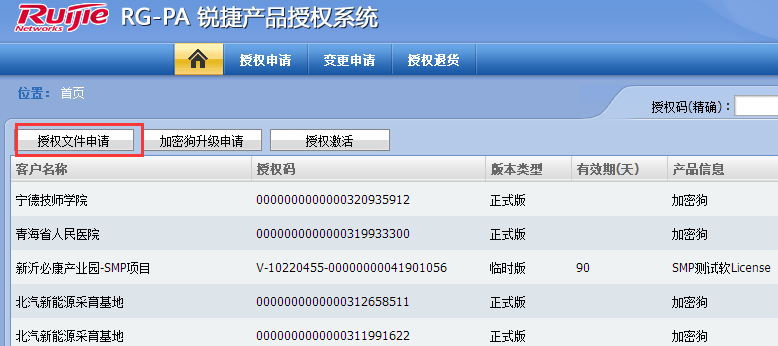 Ruijie Networks RG-PA 锐捷产品授权系统
授权申请 变更申请 授权退货
位置： 首页
授权码(精确)：
授权文件申请 加密狗升级申请 授权激活
客户名称 授权码 版本类型 有效期(天) 产品信息
宁德技师学院 0000000000000320935912 正式版 加密狗
青海省人民医院 0000000000000319933300 正式版 加密狗
新沂必康产业园-SMP项目 V-10220455-00000000041901056 临时版 90 SMP测试软License
北汽新能源采育基地 0000000000000312658511 正式版 加密狗
北汽新能源采育基地 0000000000000311991622 正式版 加密狗